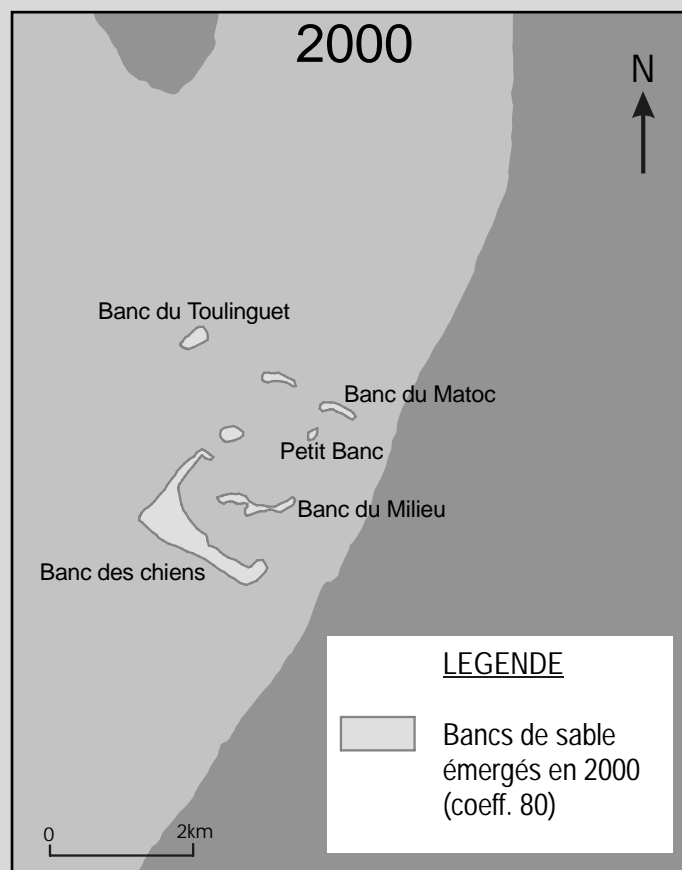 2000
N
Banc du Toulinguet
Banc du Matoc
Petit Banc
Banc du Milieu
Banc des chiens
LEGENDE
Bancs de sable
émergés en 2000
(coeff. 80)
0 2km